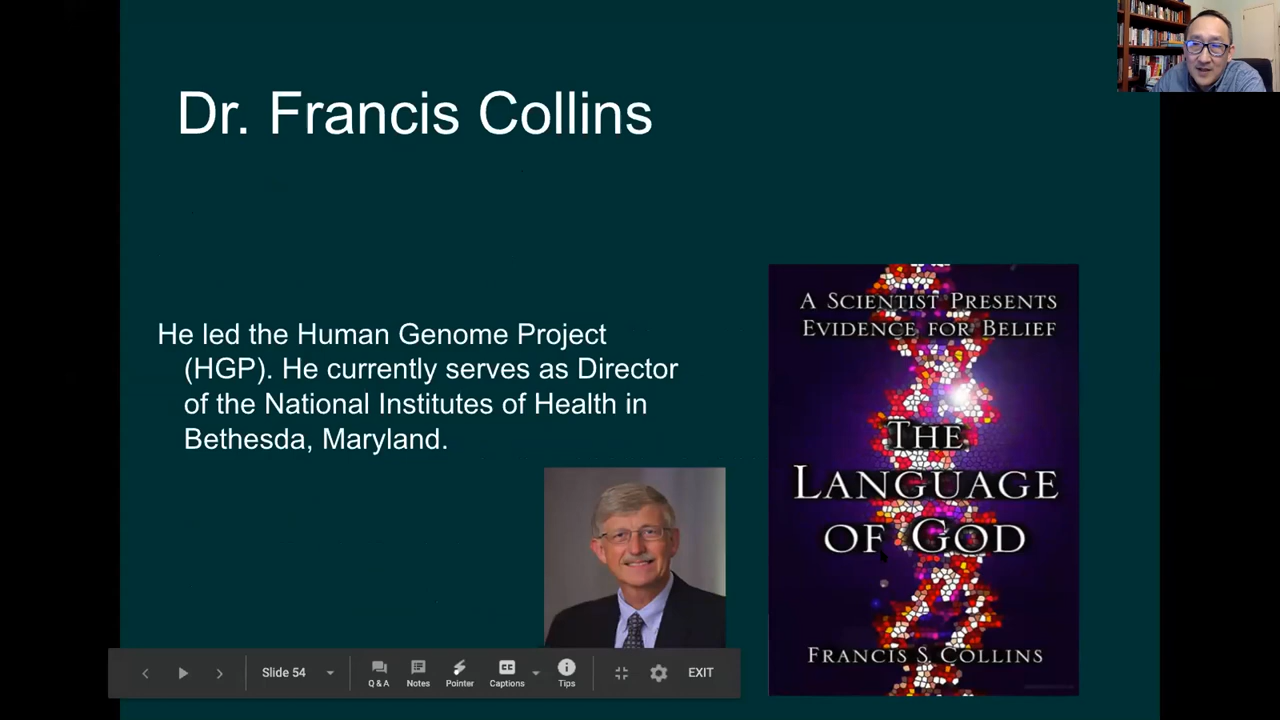 Dr. Francis Collins
He led the Human Genome Project
(HGP). He currently serves as Director
of the National Institutes of Health in
Bethesda, Maryland.
A SCIENTIST PRESENTS
EVIDENCE FOR BELIEF
THE
LANGUAGE
OF GOD
FRANCIS S. COLLINS
Slide 54
Q & A
Notes
Pointer
CC
Captions
Tips
EXIT